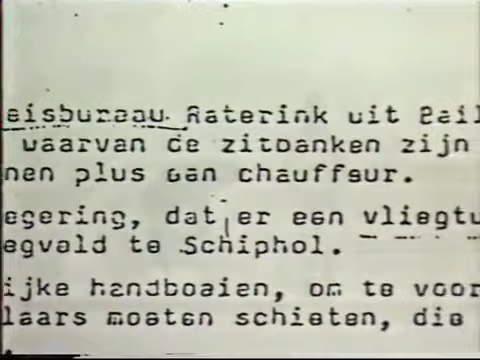 eisbureau Raterink uit Beil
waarvan de zitbanken zijn
nen plus een chauffeur.
egering, dat er een vliegtu
egveld te Schiphol.
ijke handboeien, om te voor
laars moeten schieten, die